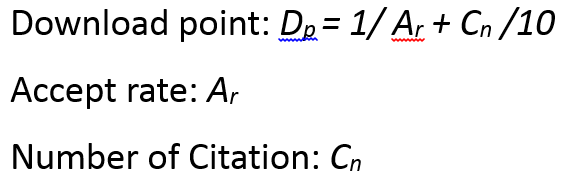 Download point: Dp = 1/ Ar + Cn /10
Accept rate: Ar
Number of Citation: Cn